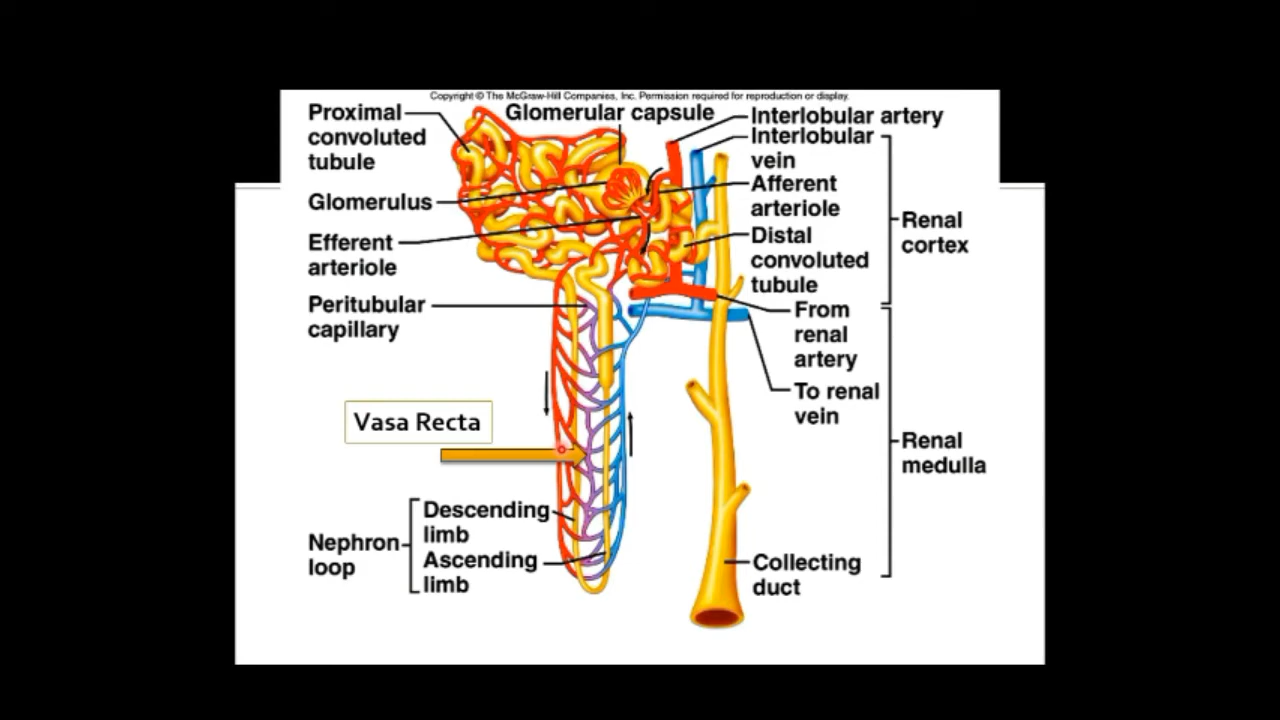 Copyright © The McGraw-Hill Companies, Inc. Permission required for reproduction or display.
Proximal
convoluted
tubule
Glomerular capsule
Interlobular artery
Interlobular
vein
Glomerulus
Afferent
arteriole
Efferent
arteriole
Distal
convoluted
tubule
Renal
cortex
Peritubular
capillary
From
renal
artery
To renal
vein
Vasa Recta
Renal
medulla
Nephron
loop
Descending
limb
Ascending
limb
Collecting
duct